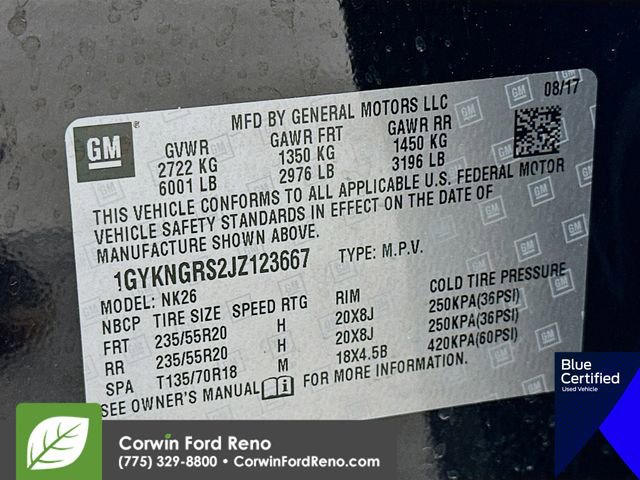 08/17
MFD BY GENERAL MOTORS LLC
GM
GVWR GAWR FRT GAWR RR
2722 KG 1350 KG 1450 KG
6001 LB 2976 LB 3196 LB
THIS VEHICLE CONFORMS TO ALL APPLICABLE U.S. FEDERAL MOTOR
VEHICLE SAFETY STANDARDS IN EFFECT ON THE DATE OF
MANUFACTURE SHOWN ABOVE.
1GYKNGRS2JZ123667 TYPE: M.P.V.
MODEL: NK26
NBCP TIRE SIZE SPEED RTG RIM COLD TIRE PRESSURE
FRT 235/55R20 H 20X8J 250KPA(36PSI)
RR 235/55R20 H 20X8J 250KPA(36PSI)
SPA T135/70R18 M 18X4.5B 420KPA(60PSI)
SEE OWNER'S MANUAL FOR MORE INFORMATION.
Blue
Certified
Used Vehicle
Corwin Ford Reno
(775) 329-8800 • CorwinFordReno.com